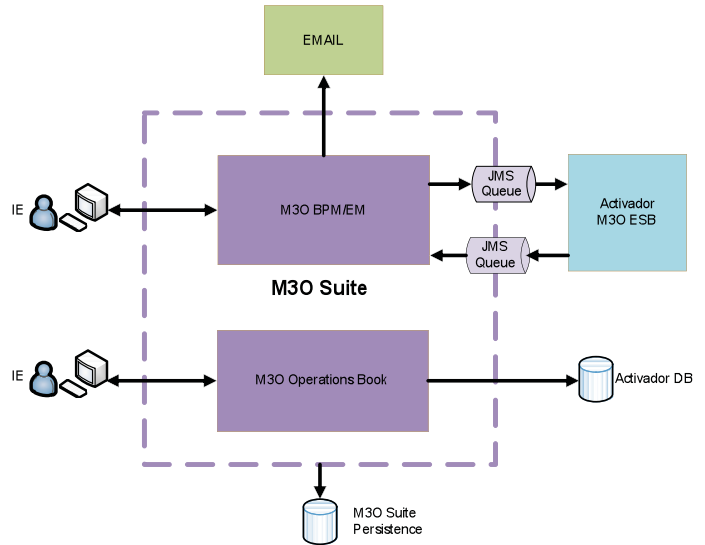 EMAIL
JMS
Queue
IE
M3O BPM/EM
Activador
M3O ESB
JMS
Queue
M3O Suite
IE
M3O Operations Book
Activador DB
M3O Suite
Persistence